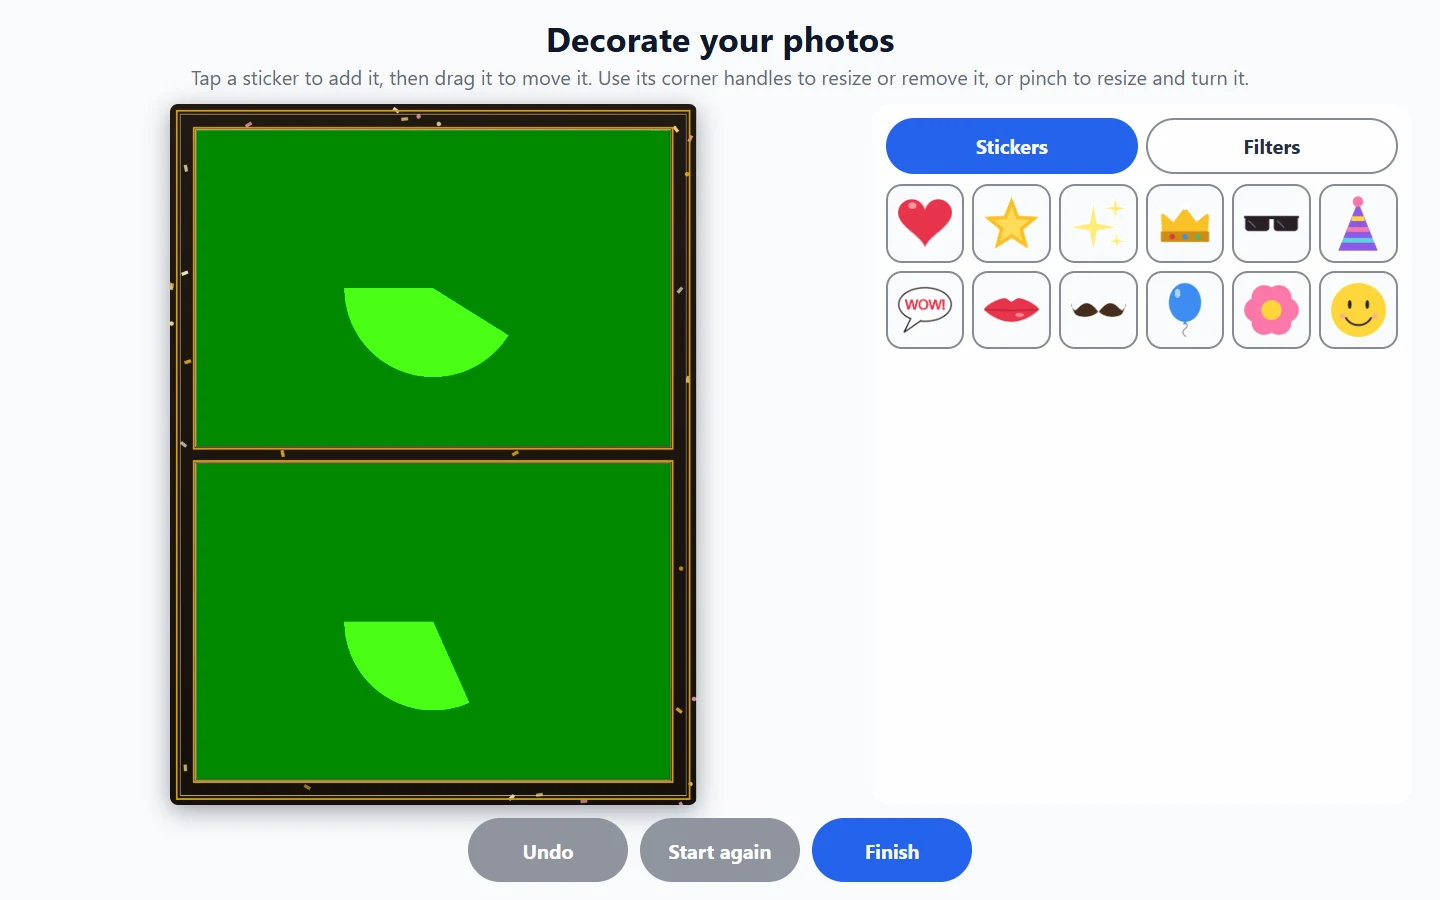 Decorate your photos
Tap a sticker to add it, then drag it to move it. Use its corner handles to resize or remove it, or pinch to resize and turn it.
Stickers
Filters
WOW!
Undo
Start again
Finish